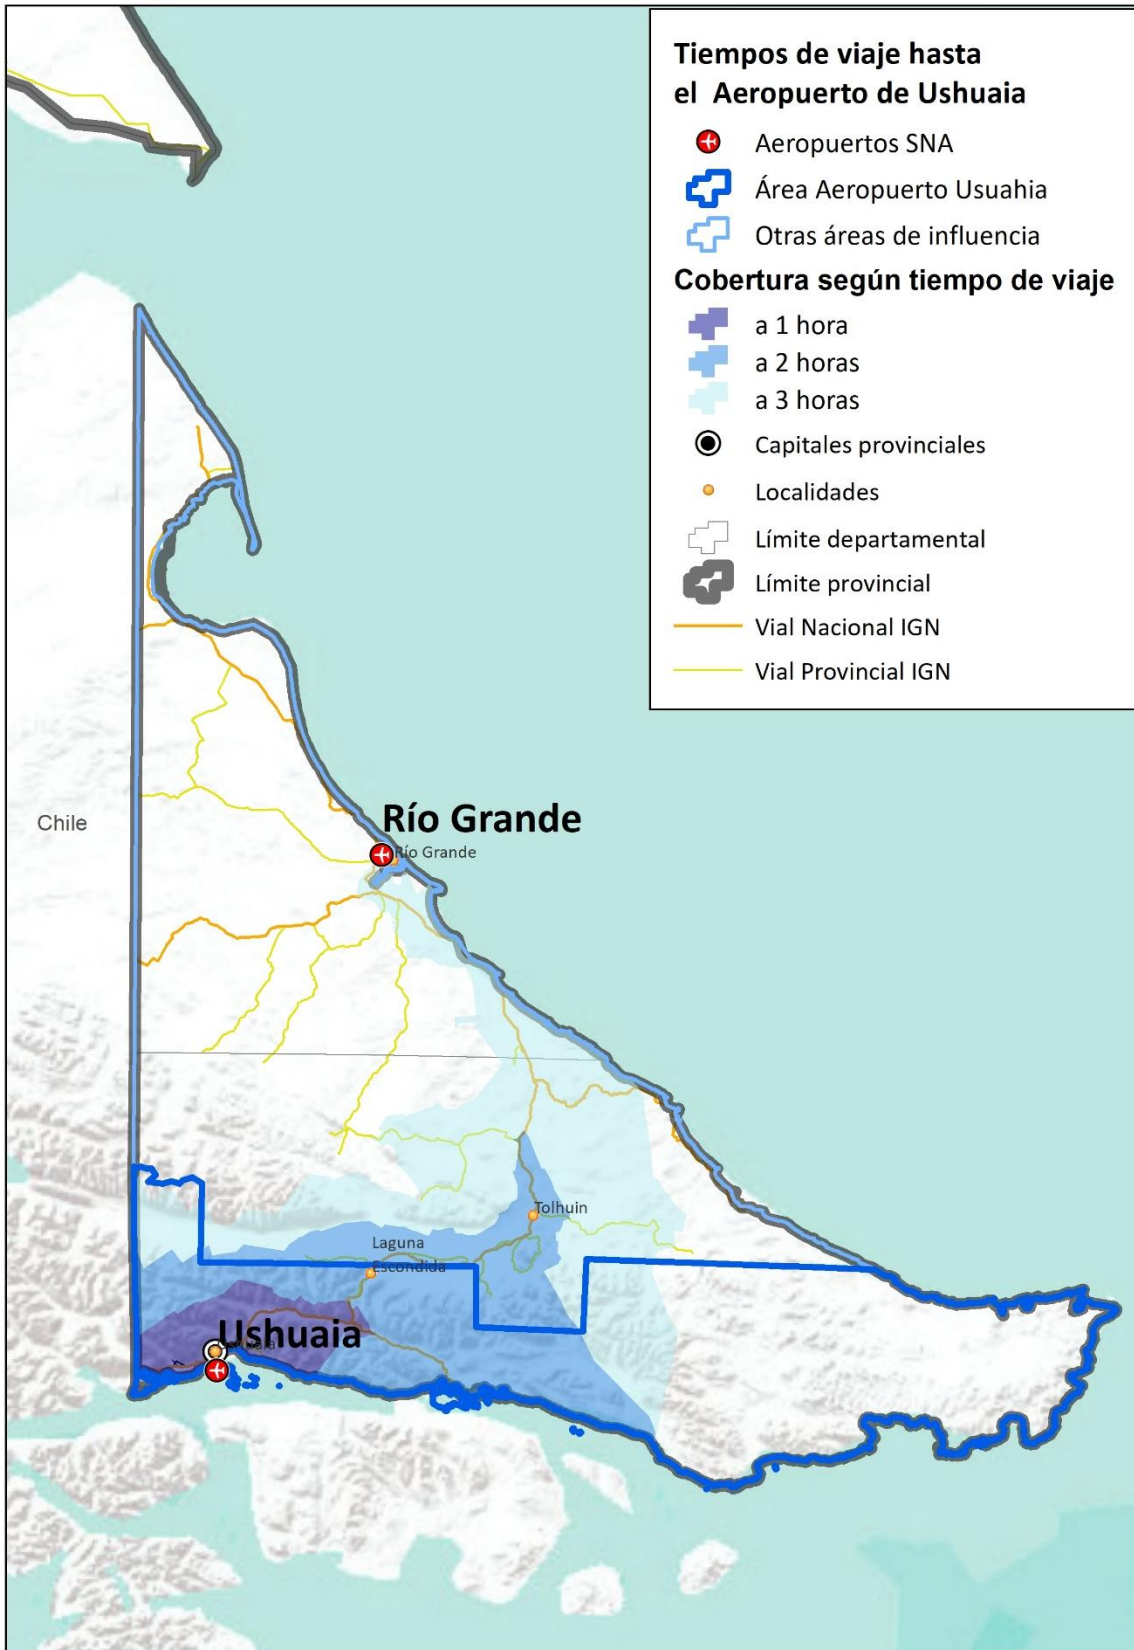 Tiempos de viaje hasta
el Aeropuerto de Ushuaia
Aeropuertos SNA
Área Aeropuerto Usuahia
Otras áreas de influencia
Cobertura según tiempo de viaje
a 1 hora
a 2 horas
a 3 horas
Capitales provinciales
Localidades
Límite departamental
Límite provincial
Vial Nacional IGN
Vial Provincial IGN
Chile
Río Grande
Río Grande
Tolhuin
Laguna
Escondida
Ushuaia
Ushuaia